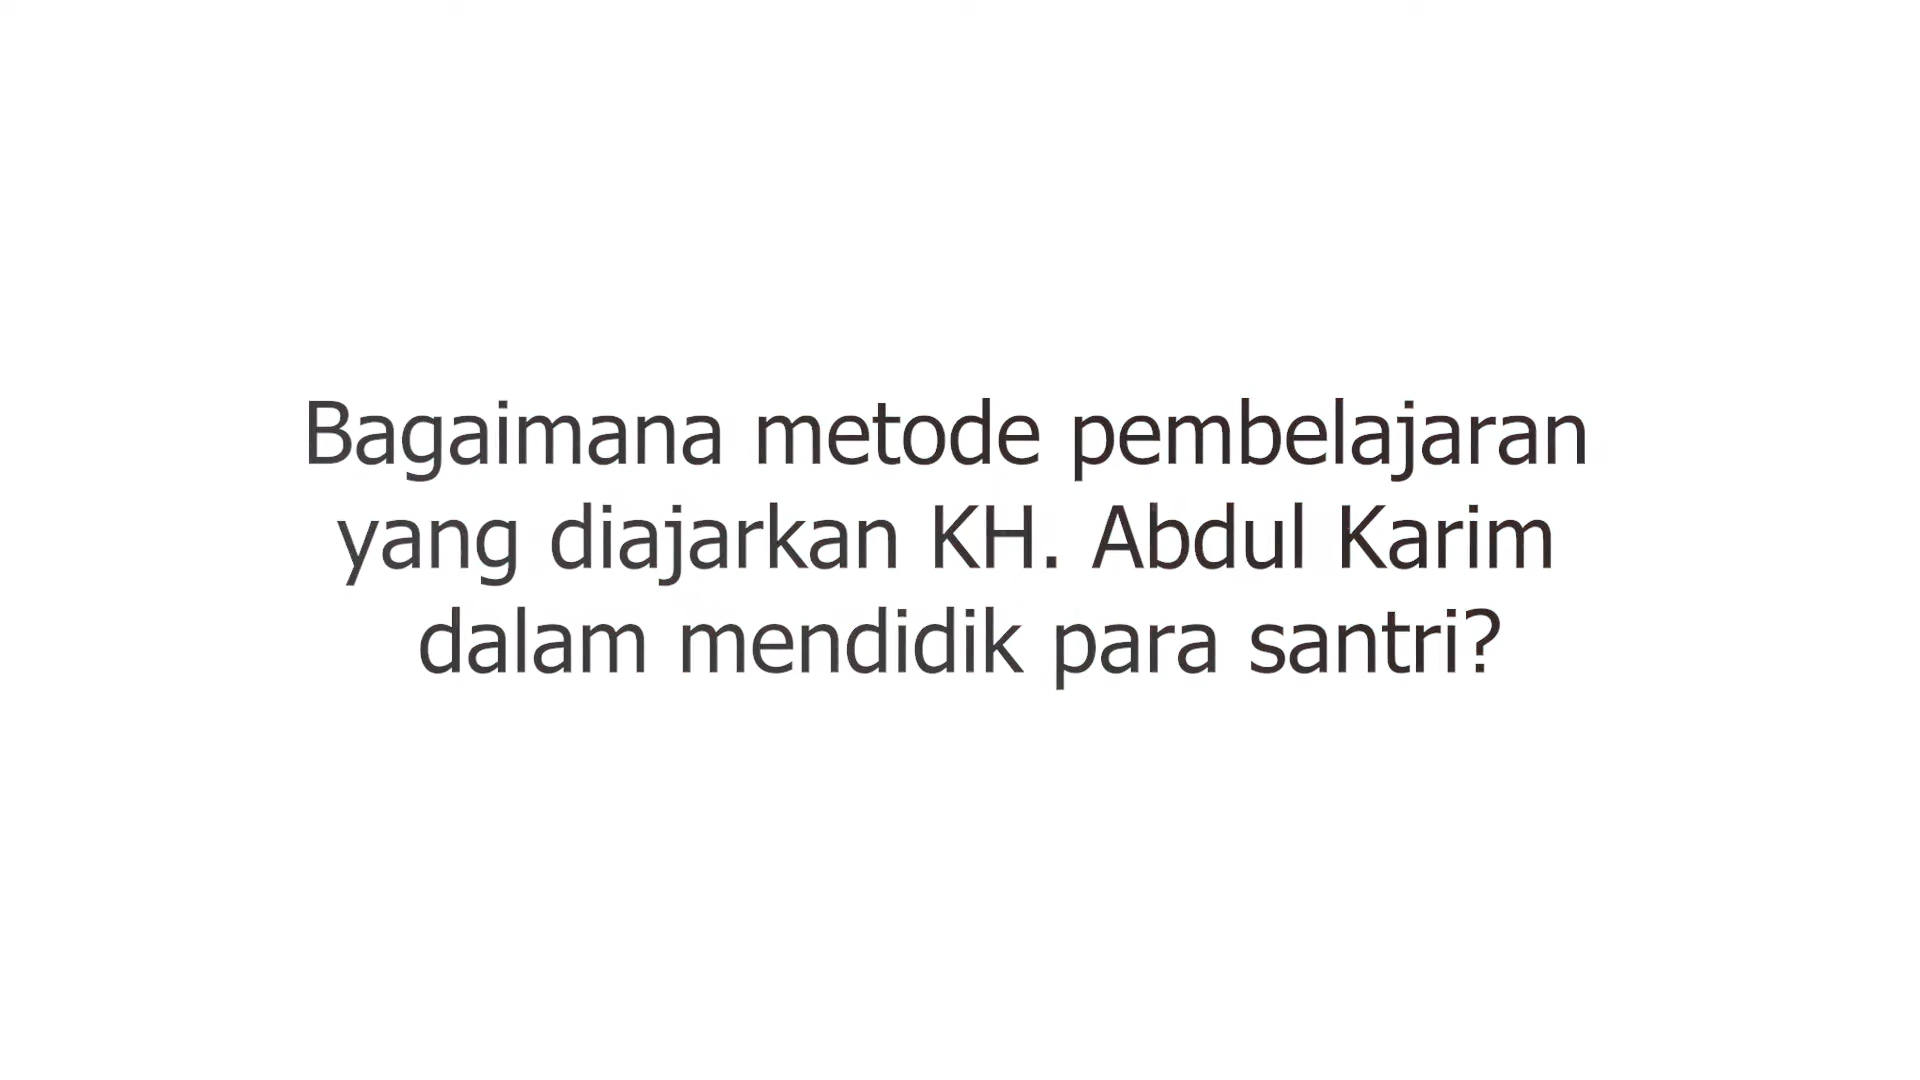 Bagaimana metode pembelajaran
yang diajarkan KH. Abdul Karim
dalam mendidik para santri?